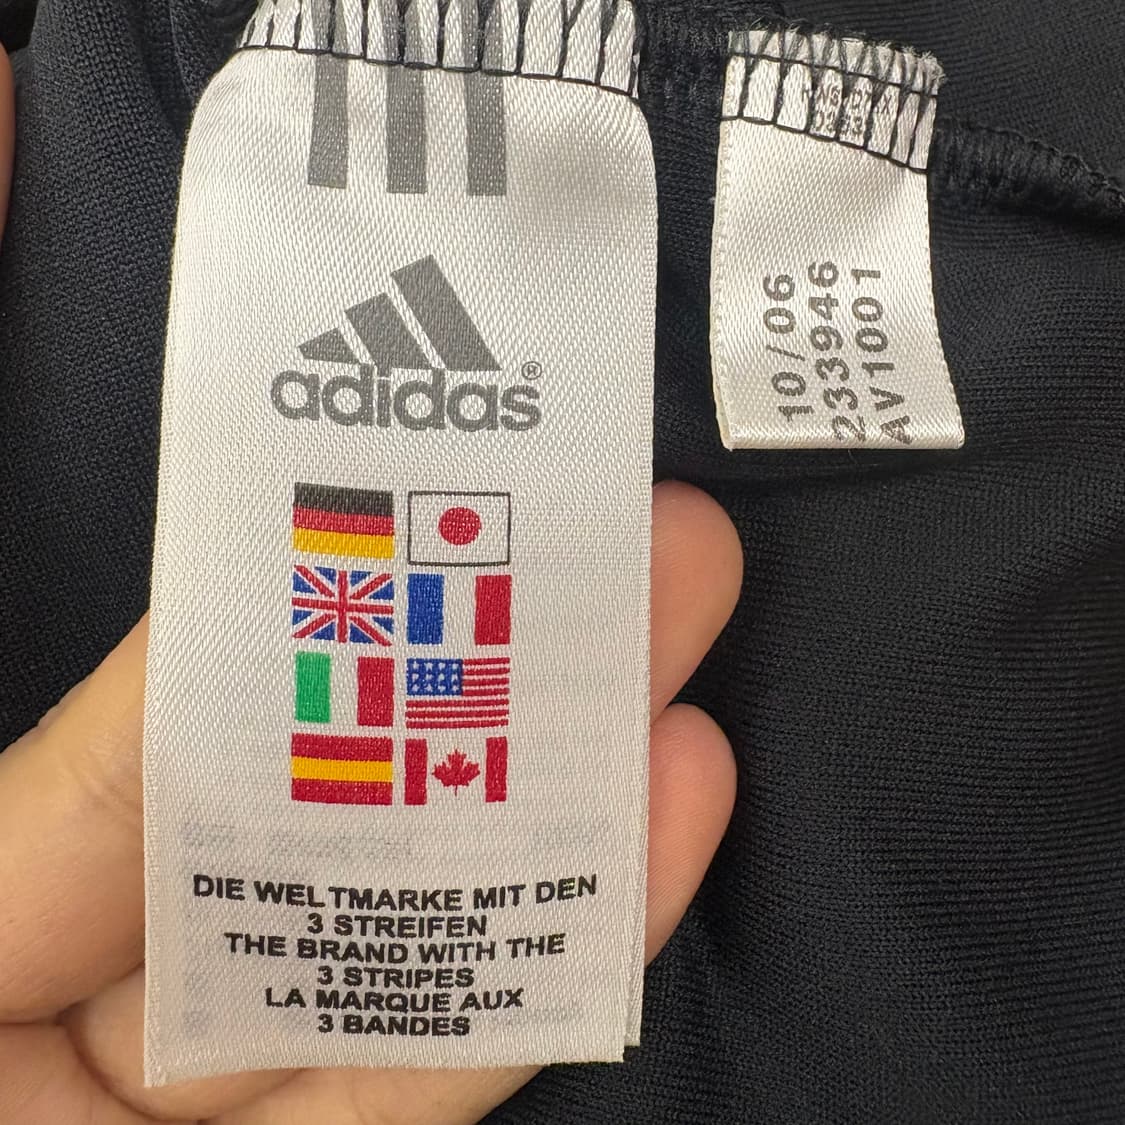 adidas®
DIE WELTMARKE MIT DEN
3 STREIFEN
THE BRAND WITH THE
3 STRIPES
LA MARQUE AUX
3 BANDES
10/06
233946
AV1001